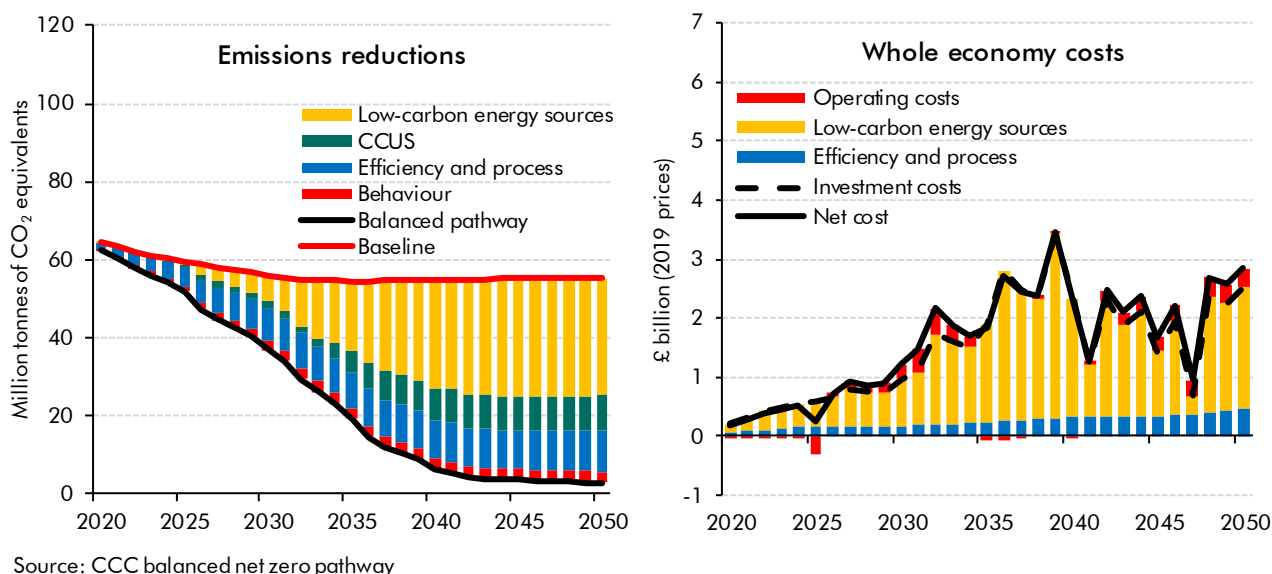 Emissions reductions
Million tonnes of CO₂ equivalents
120
100
80
60
40
20
0
Low-carbon energy sources
CCUS
Efficiency and process
Behaviour
Balanced pathway
Baseline
2020 2025 2030 2035 2040 2045 2050
Whole economy costs
£ billion (2019 prices)
7
6
5
4
3
2
1
0
-1
Operating costs
Low-carbon energy sources
Efficiency and process
Investment costs
Net cost
2020 2025 2030 2035 2040 2045 2050
Source: CCC balanced net zero pathway